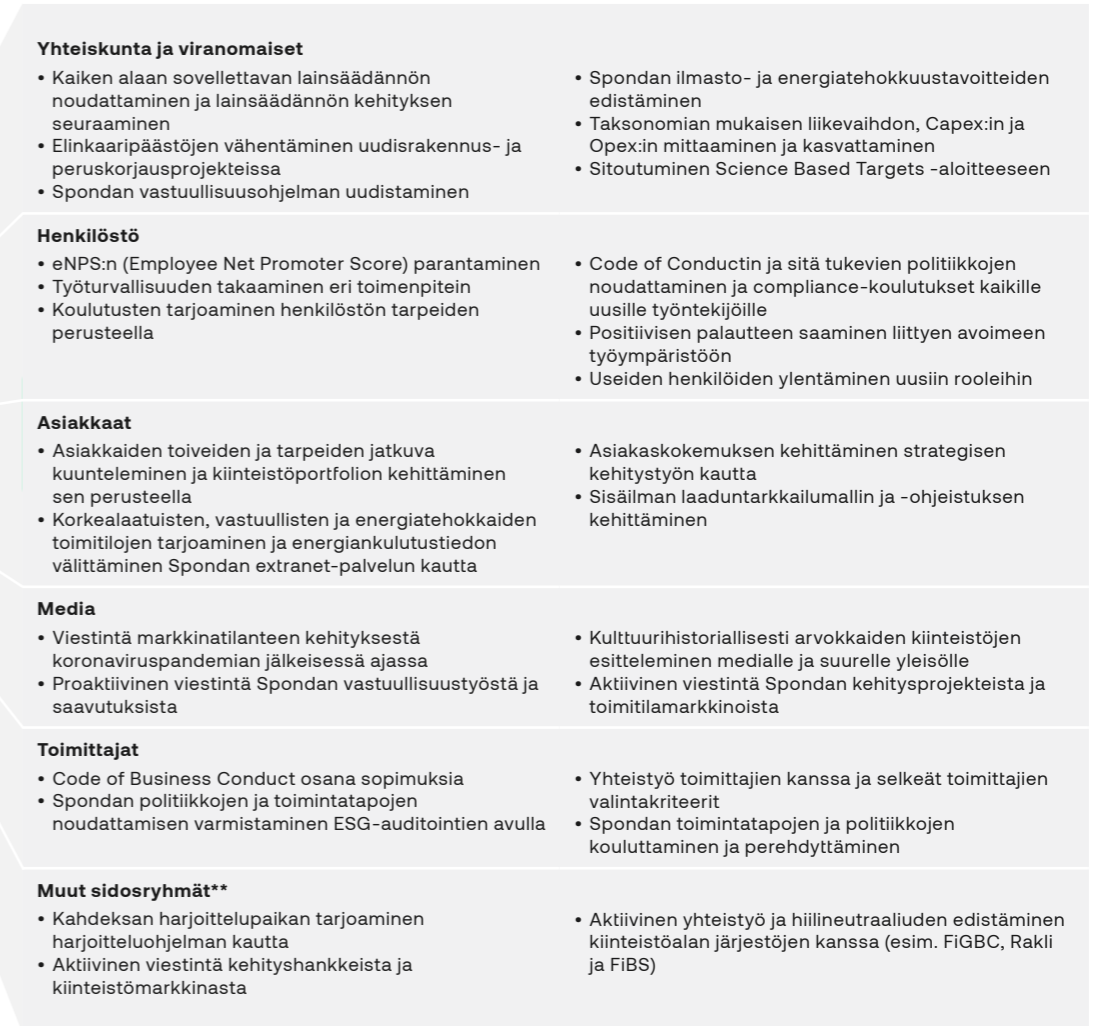 Yhteiskunta ja viranomaiset
• Kaiken alaan sovellettavan lainsäädännön
noudattaminen ja lainsäädännön kehityksen
seuraaminen
• Elinkaaripäästöjen vähentäminen uudisrakennus- ja
peruskorjausprojekteissa
• Spondan vastuullisuusohjelman uudistaminen
• Spondan ilmasto- ja energiatehokkuustavoitteiden
edistäminen
• Taksonomian mukaisen liikevaihdon, Capex:in ja
Opex:in mittaaminen ja kasvattaminen
• Sitoutuminen Science Based Targets -aloitteeseen
Henkilöstö
• eNPS:n (Employee Net Promoter Score) parantaminen
• Työturvallisuuden takaaminen eri toimenpitein
• Koulutusten tarjoaminen henkilöstön tarpeiden
perusteella
• Code of Conductin ja sitä tukevien politiikkojen
noudattaminen ja compliance-koulutukset kaikille
uusille työntekijöille
• Positiivisen palautteen saaminen liittyen avoimeen
työympäristöön
• Useiden henkilöiden ylentäminen uusiin rooleihin
Asiakkaat
• Asiakkaiden toiveiden ja tarpeiden jatkuva
kuunteleminen ja kiinteistöportfolion kehittäminen
sen perusteella
• Korkealaatuisten, vastuullisten ja energiatehokkaiden
toimitilojen tarjoaminen ja energiankulutustiedon
välittäminen Spondan extranet-palvelun kautta
• Asiakaskokemuksen kehittäminen strategisen
kehitystyön kautta
• Sisäilman laaduntarkkailumallin ja -ohjeistuksen
kehittäminen
Media
• Viestintä markkinatilanteen kehityksestä
koronaviruspandemian jälkeisessä ajassa
• Proaktiivinen viestintä Spondan vastuullisuustyöstä ja
saavutuksista
• Kulttuurihistoriallisesti arvokkaiden kiinteistöjen
esitteleminen medialle ja suurelle yleisölle
• Aktiivinen viestintä Spondan kehitysprojekteista ja
toimitilamarkkinoista
Toimittajat
• Code of Business Conduct osana sopimuksia
• Spondan politiikkojen ja toimintatapojen
noudattamisen varmistaminen ESG-auditointien avulla
• Yhteistyö toimittajien kanssa ja selkeät toimittajien
valintakriteerit
• Spondan toimintatapojen ja politiikkojen
kouluttaminen ja perehdyttäminen
Muut sidosryhmät**
• Kahdeksan harjoittelupaikan tarjoaminen
harjoitteluohjelman kautta
• Aktiivinen viestintä kehityshankkeista ja
kiinteistömarkkinasta
• Aktiivinen yhteistyö ja hiilineutraaliuden edistäminen
kiinteistöalan järjestöjen kanssa (esim. FiGBC, Rakli
ja FiBS)